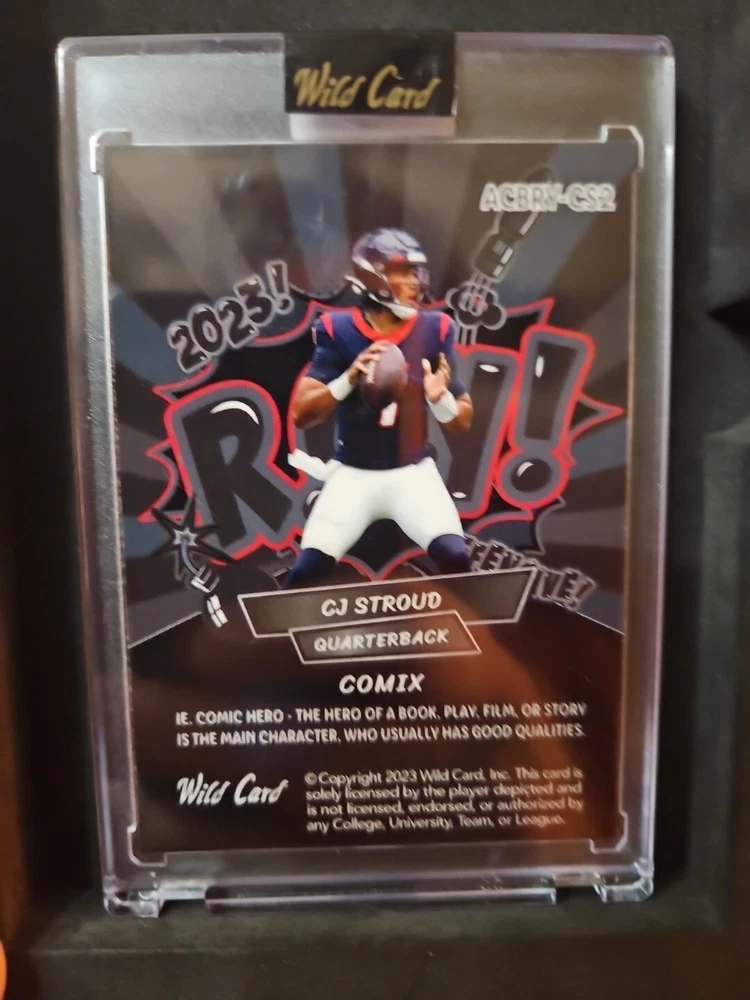 Wild Card
ACBRY-CS2
2023!
R.O.Y!
CJ STROUD
QUARTERBACK
COMIX
IE. COMIC HERO - THE HERO OF A BOOK, PLAY, FILM, OR STORY
IS THE MAIN CHARACTER, WHO USUALLY HAS GOOD QUALITIES.
Wild Card
©Copyright 2023 Wild Card, Inc. This card is
solely licensed by the player depicted and
is not licensed, endorsed, or authorized by
any College, University, Team, or League.